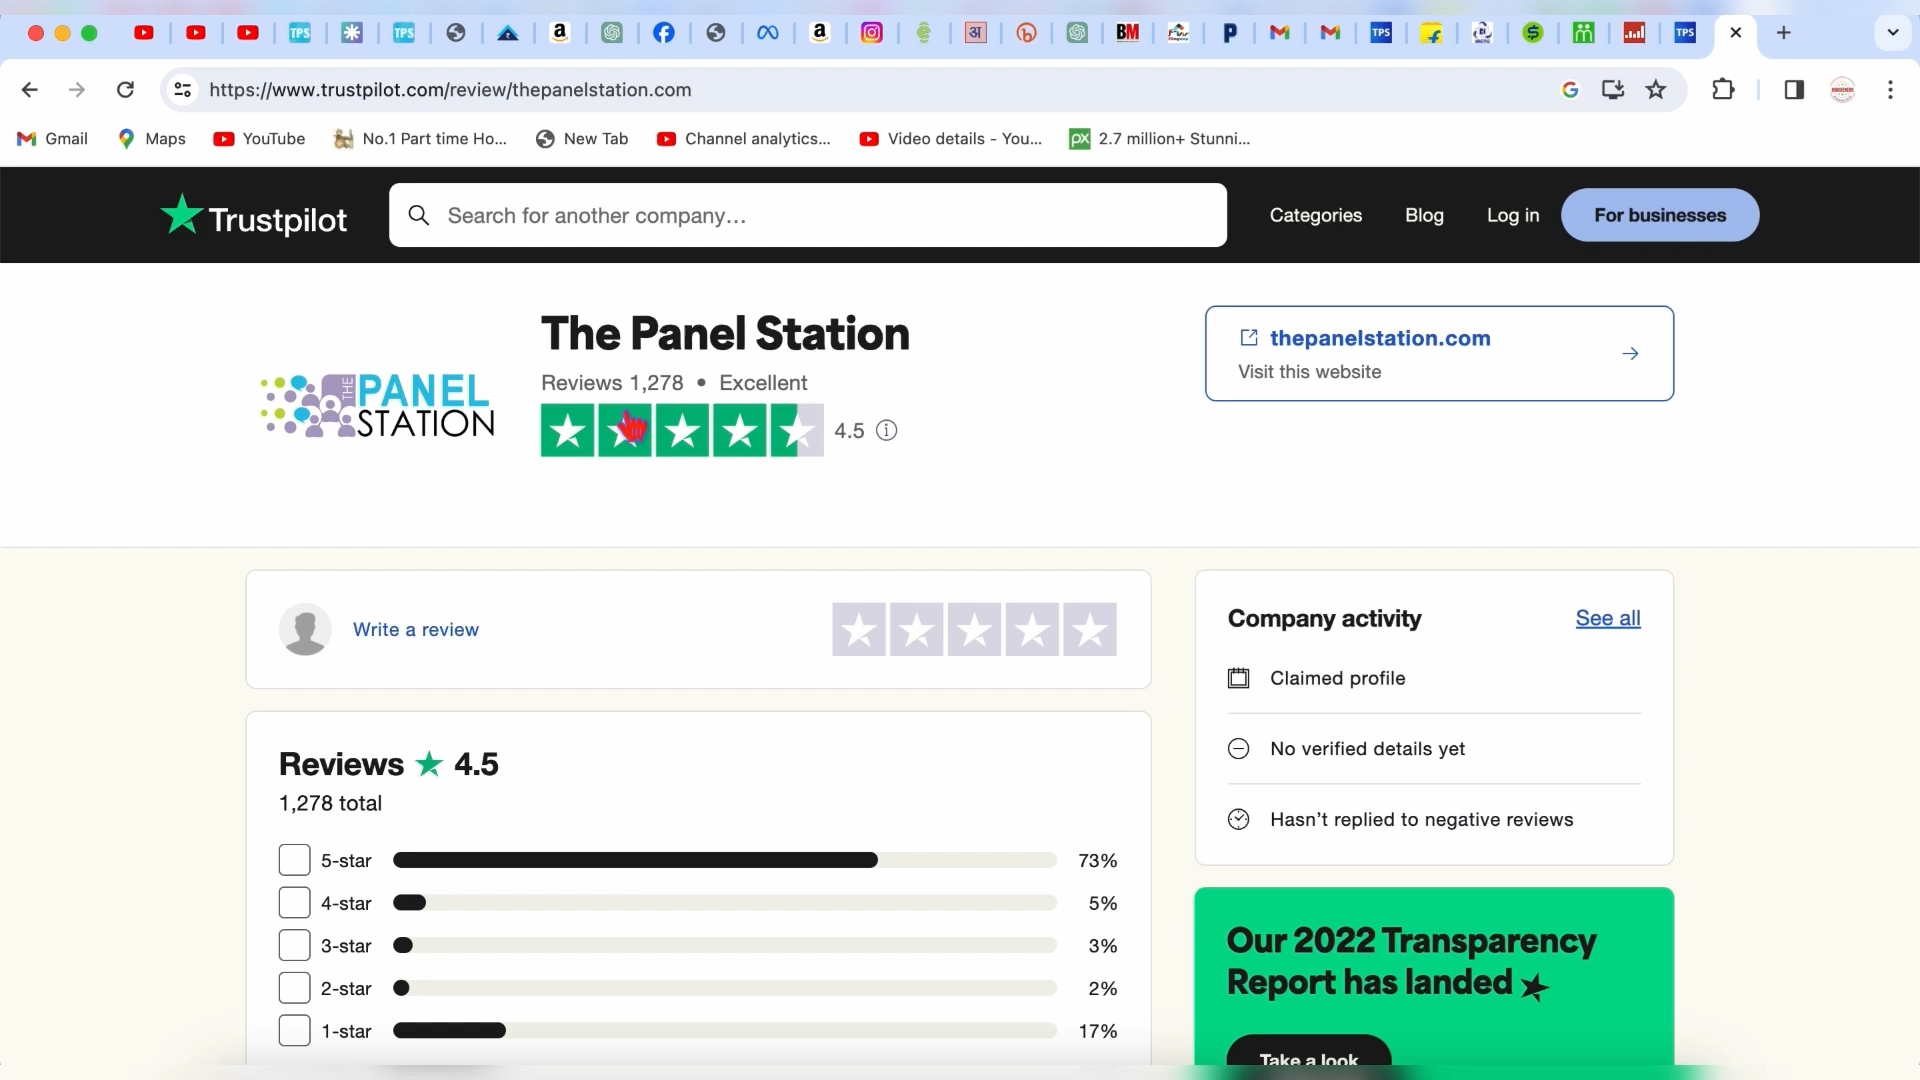 https://www.trustpilot.com/review/thepanelstation.com
Gmail Maps YouTube No.1 Part time Ho... New Tab Channel analytics... Video details - You... 2.7 million+ Stunni...
Trustpilot
Search for another company...
Categories Blog Log in For businesses
The Panel Station
Reviews 1,278 • Excellent
4.5
THE PANEL
STATION
thepanelstation.com
Visit this website
Write a review
Reviews 4.5
1,278 total
5-star 73%
4-star 5%
3-star 3%
2-star 2%
1-star 17%
Company activity See all
Claimed profile
No verified details yet
Hasn't replied to negative reviews
Our 2022 Transparency
Report has landed
Take a look